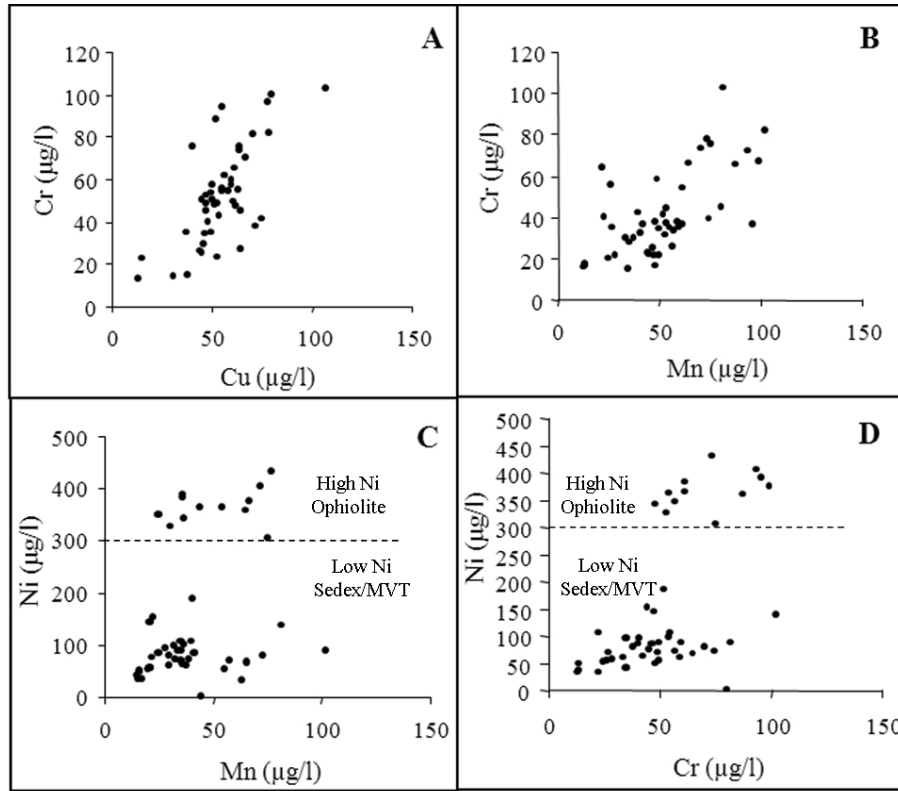 A
120
100
80
60
40
20
0
Cr (µg/l)
0 50 100 150
Cu (µg/l)
B
120
100
80
60
40
20
0
Cr (µg/l)
0 50 100 150
Mn (µg/l)
C
500
400
300
200
100
0
Ni (µg/l)
High Ni
Ophiolite
Low Ni
Sedex/MVT
0 50 100 150
Mn (µg/l)
D
500
450
400
350
300
250
200
150
100
50
0
Ni (µg/l)
High Ni
Ophiolite
Low Ni
Sedex/MVT
0 50 100 150
Cr (µg/l)